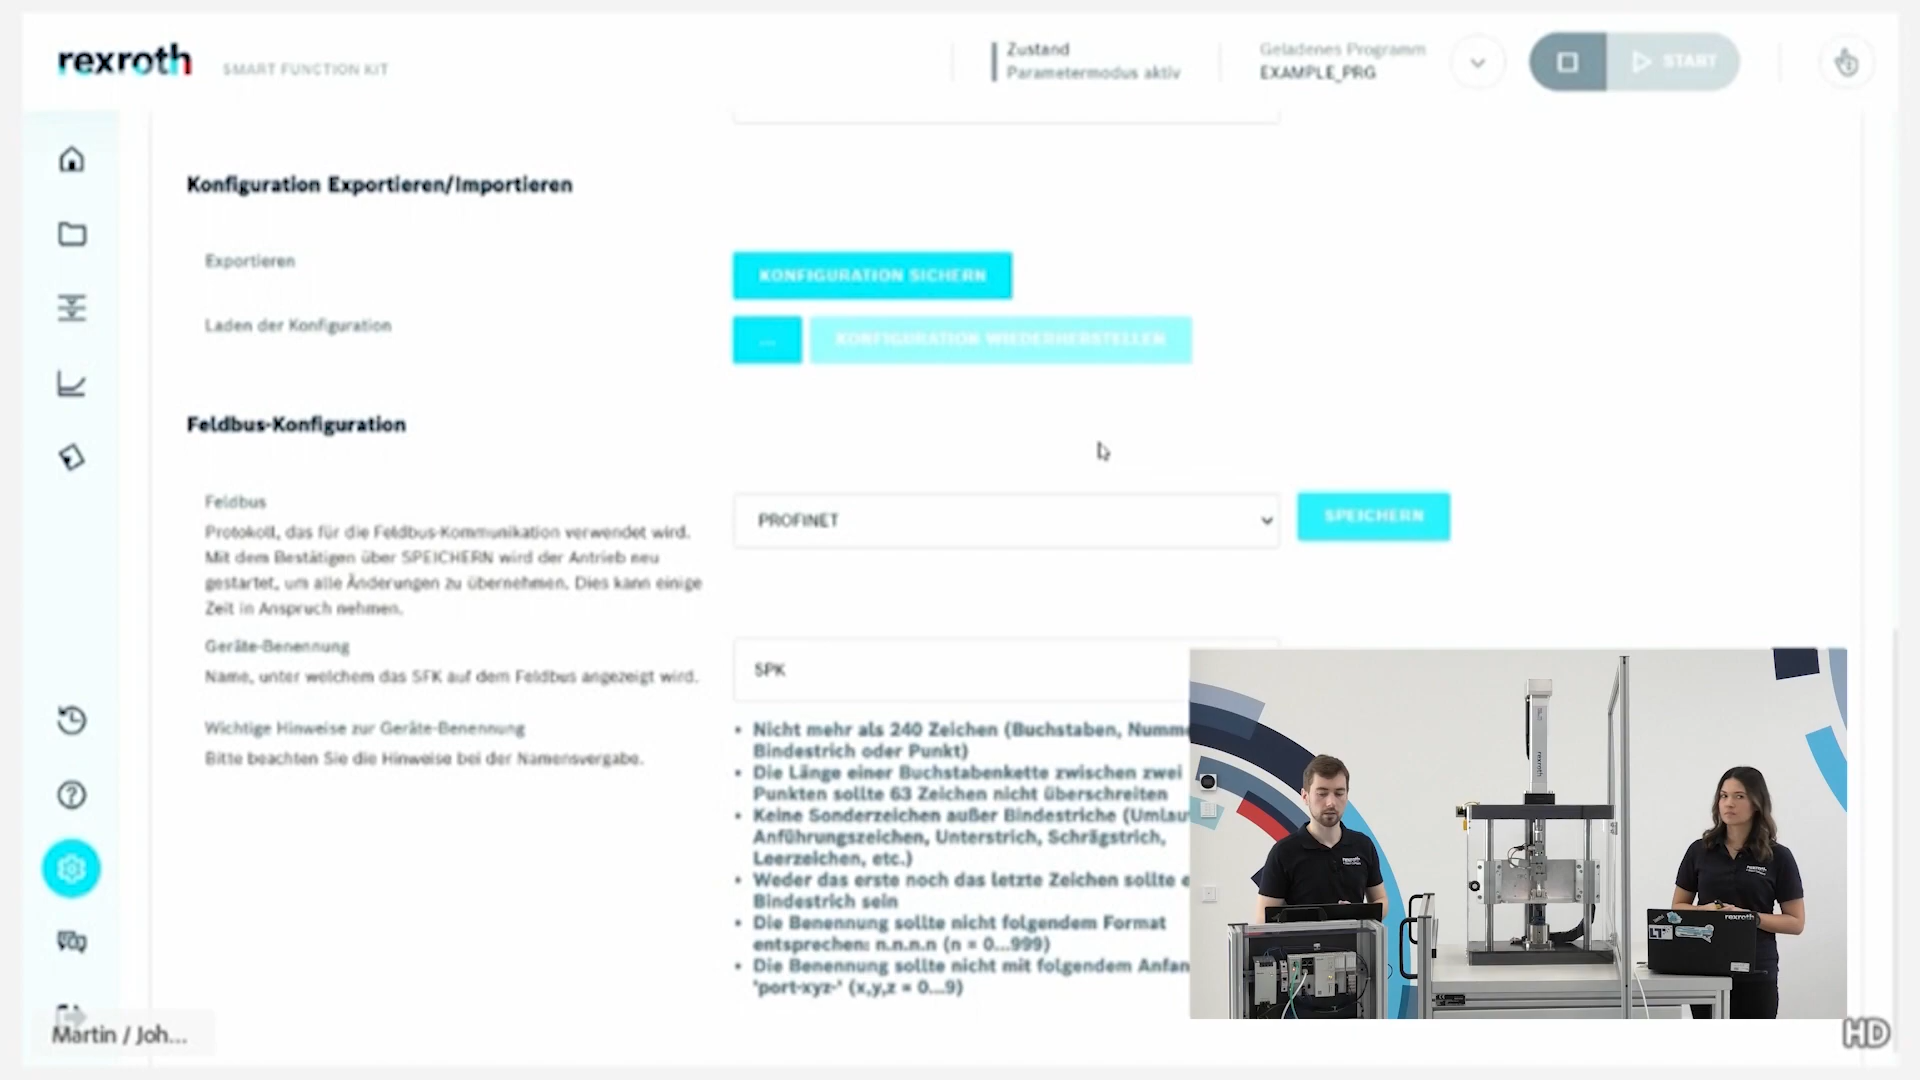 rexroth
SMART FUNCTION KIT
Zustand
Parametermodus aktiv
Geladenes Programm
EXAMPLE_PRG
START
Konfiguration Exportieren/Importieren
Exportieren
KONFIGURATION SICHERN
Laden der Konfiguration
...
KONFIGURATION WIEDERHERSTELLEN
Feldbus-Konfiguration
Feldbus
Protokoll, das für die Feldbus-Kommunikation verwendet wird.
Mit dem Bestätigen über SPEICHERN wird der Antrieb neu
gestartet, um alle Änderungen zu übernehmen. Dies kann einige
Zeit in Anspruch nehmen.
PROFINET
SPEICHERN
Geräte-Benennung
Name, unter welchem das SFK auf dem Feldbus angezeigt wird.
SPK
Wichtige Hinweise zur Geräte-Benennung
Bitte beachten Sie die Hinweise bei der Namensvergabe.
• Nicht mehr als 240 Zeichen (Buchstaben, Numme
Bindestrich oder Punkt)
• Die Länge einer Buchstabenkette zwischen zwei
Punkten sollte 63 Zeichen nicht überschreiten
• Keine Sonderzeichen außer Bindestriche (Umlau
Anführungszeichen, Unterstrich, Schrägstrich,
Leerzeichen, etc.)
• Weder das erste noch das letzte Zeichen sollte e
Bindestrich sein
• Die Benennung sollte nicht folgendem Format
entsprechen: n.n.n.n (n = 0...999)
• Die Benennung sollte nicht mit folgendem Anfan
'port-xyz-' (x,y,z = 0...9)
rexroth
rexroth
rexroth
rexroth
LT
Martin / Joh...
HD